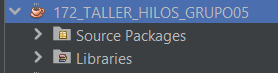 172_TALLER_HILOS_GRUPO05
Source Packages
Libraries